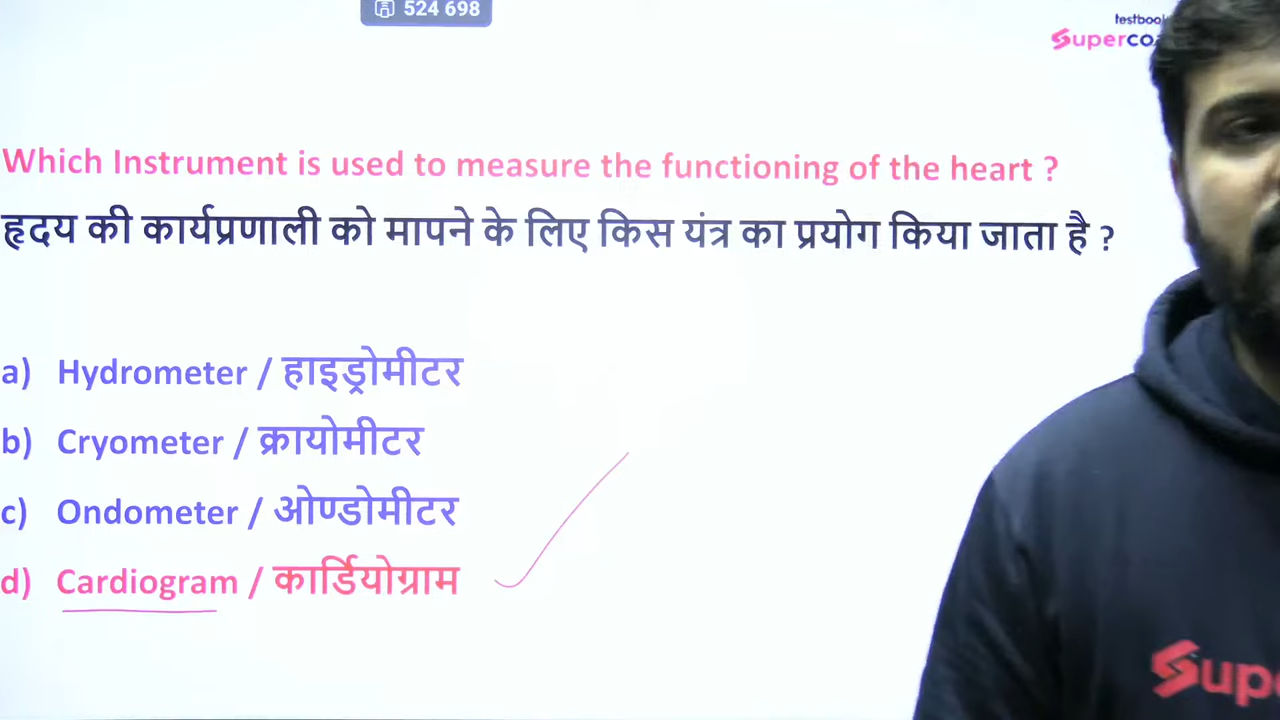 524 698
testbook
Superco
Which Instrument is used to measure the functioning of the heart ?
हृदय की कार्यप्रणाली को मापने के लिए किस यंत्र का प्रयोग किया जाता है ?
a) Hydrometer / हाइड्रोमीटर
b) Cryometer / क्रायोमीटर
c) Ondometer / ओण्डोमीटर
d) Cardiogram / कार्डियोग्राम
Supe